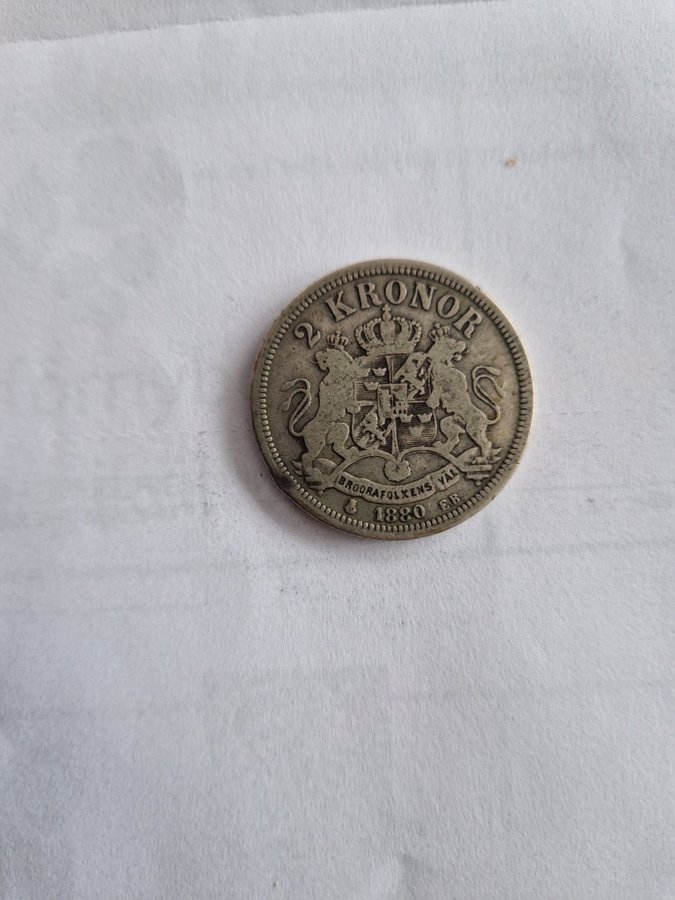 2 KRONOR
BRODRAFOLKENS VÄL
1880 E.B.